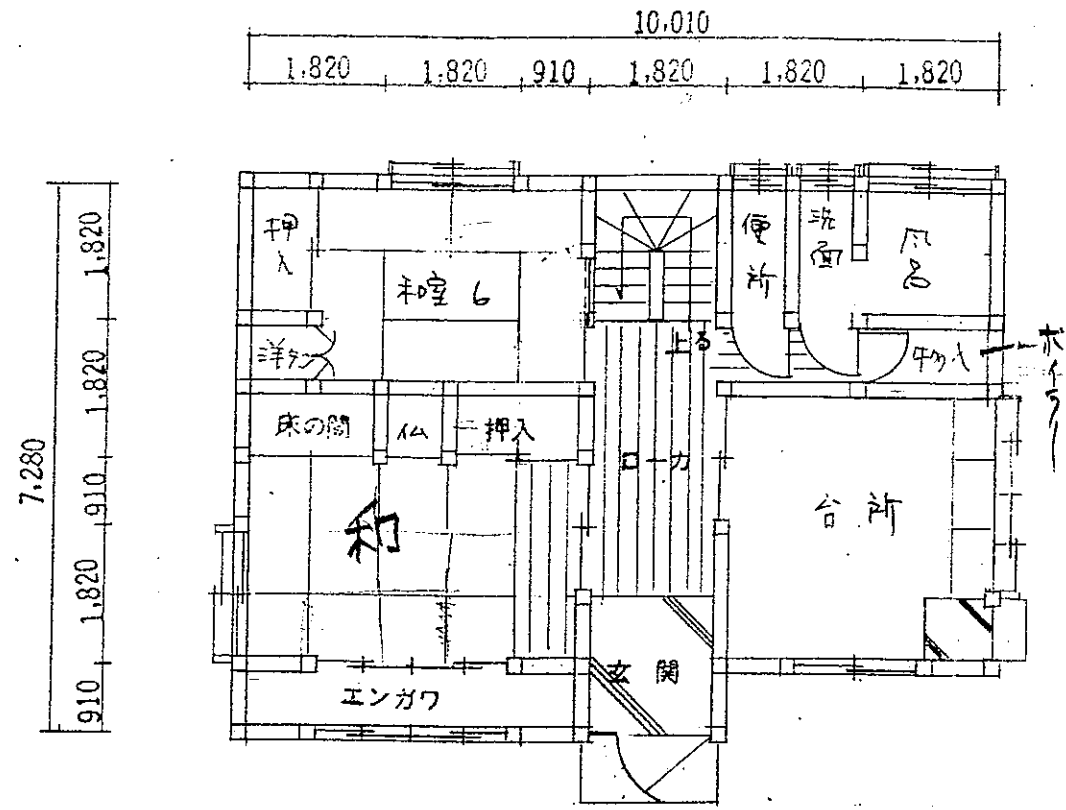 10,010
1,820 1,820 910 1,820 1,820 1,820
7,280
1,820
1,820
910
1,820
910
押入
和室 6
洋タン
便所
洗面
風呂
上る
物入
ボイラー
床の間
仏
押入
ローカ
和
台所
エンガワ
玄関